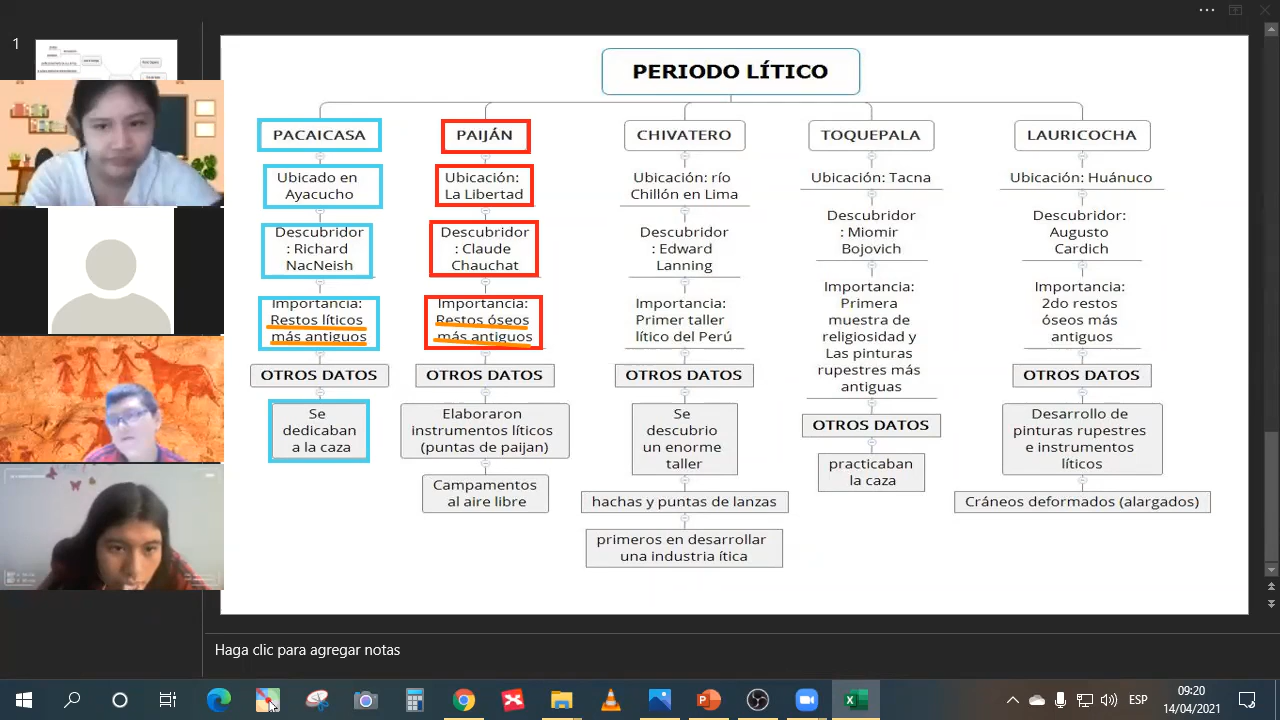 1
PERIODO LÍTICO
PACAICASA
Ubicado en
Ayacucho
Descubridor
: Richard
NacNeish
Importancia:
Restos líticos
más antiguos
OTROS DATOS
Se
dedicaban
a la caza
PAIJÁN
Ubicación:
La Libertad
Descubridor
: Claude
Chauchat
Importancia:
Restos óseos
más antiguos
OTROS DATOS
Elaboraron
instrumentos líticos
(puntas de paijan)
Campamentos
al aire libre
CHIVATERO
Ubicación: río
Chillón en Lima
Descubridor
: Edward
Lanning
Importancia:
Primer taller
lítico del Perú
OTROS DATOS
Se
descubrio
un enorme
taller
hachas y puntas de lanzas
primeros en desarrollar
una industria ítica
TOQUEPALA
Ubicación: Tacna
Descubridor
: Miomir
Bojovich
Importancia:
Primera
muestra de
religiosidad y
Las pinturas
rupestres más
antiguas
OTROS DATOS
practicaban
la caza
LAURICOCHA
Ubicación: Huánuco
Descubridor:
Augusto
Cardich
Importancia:
2do restos
óseos más
antiguos
OTROS DATOS
Desarrollo de
pinturas rupestres
e instrumentos
líticos
Cráneos deformados (alargados)
Haga clic para agregar notas
ESP
09:20
14/04/2021